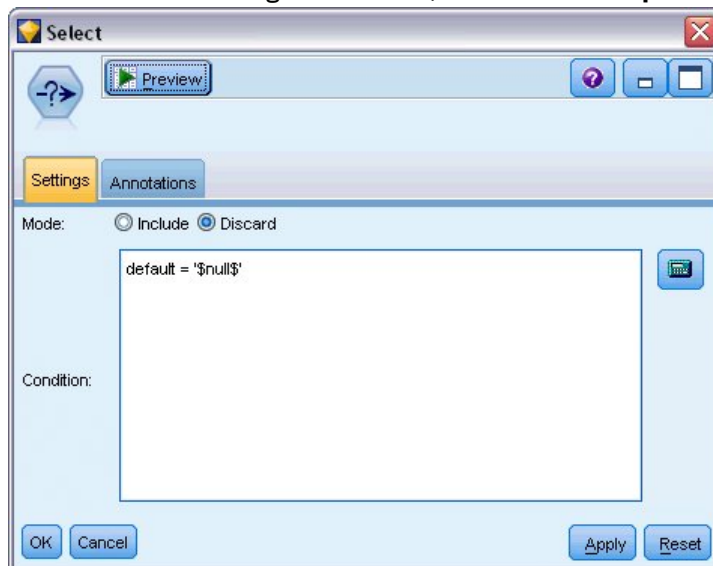 Select
-?->
Preview
?
Settings
Annotations
Mode:
Include
Discard
default = '$null$'
Condition:
OK
Cancel
Apply
Reset